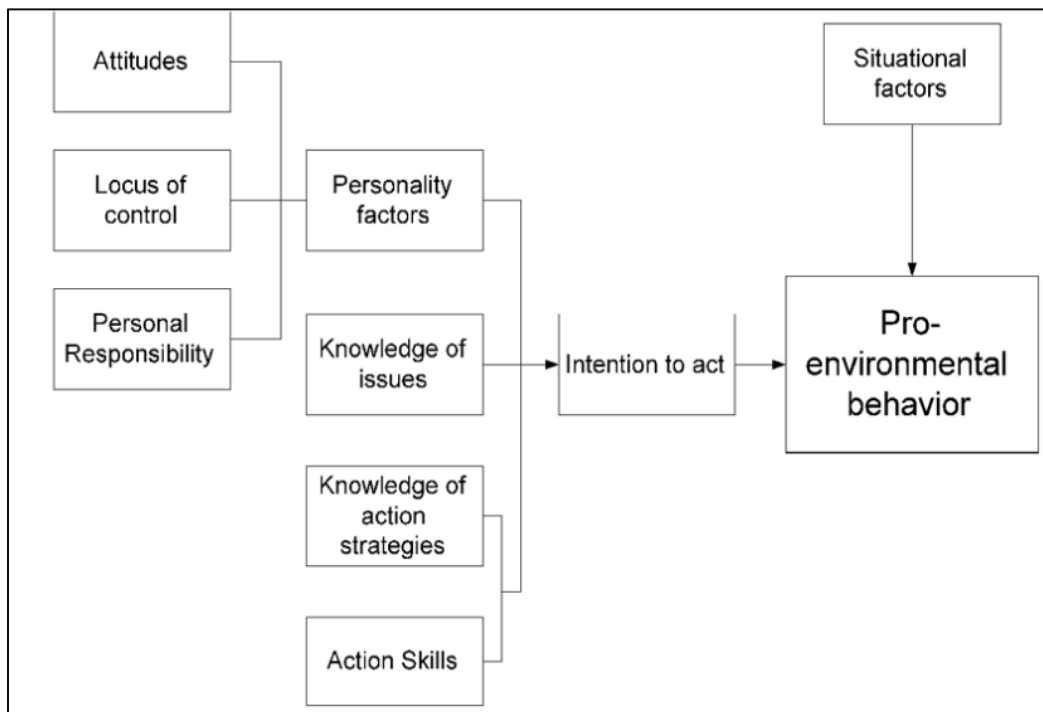 Attitudes
Locus of
control
Personal
Responsibility
Personality
factors
Knowledge of
issues
Knowledge of
action
strategies
Action Skills
Intention to act
Situational
factors
Pro-
environmental
behavior